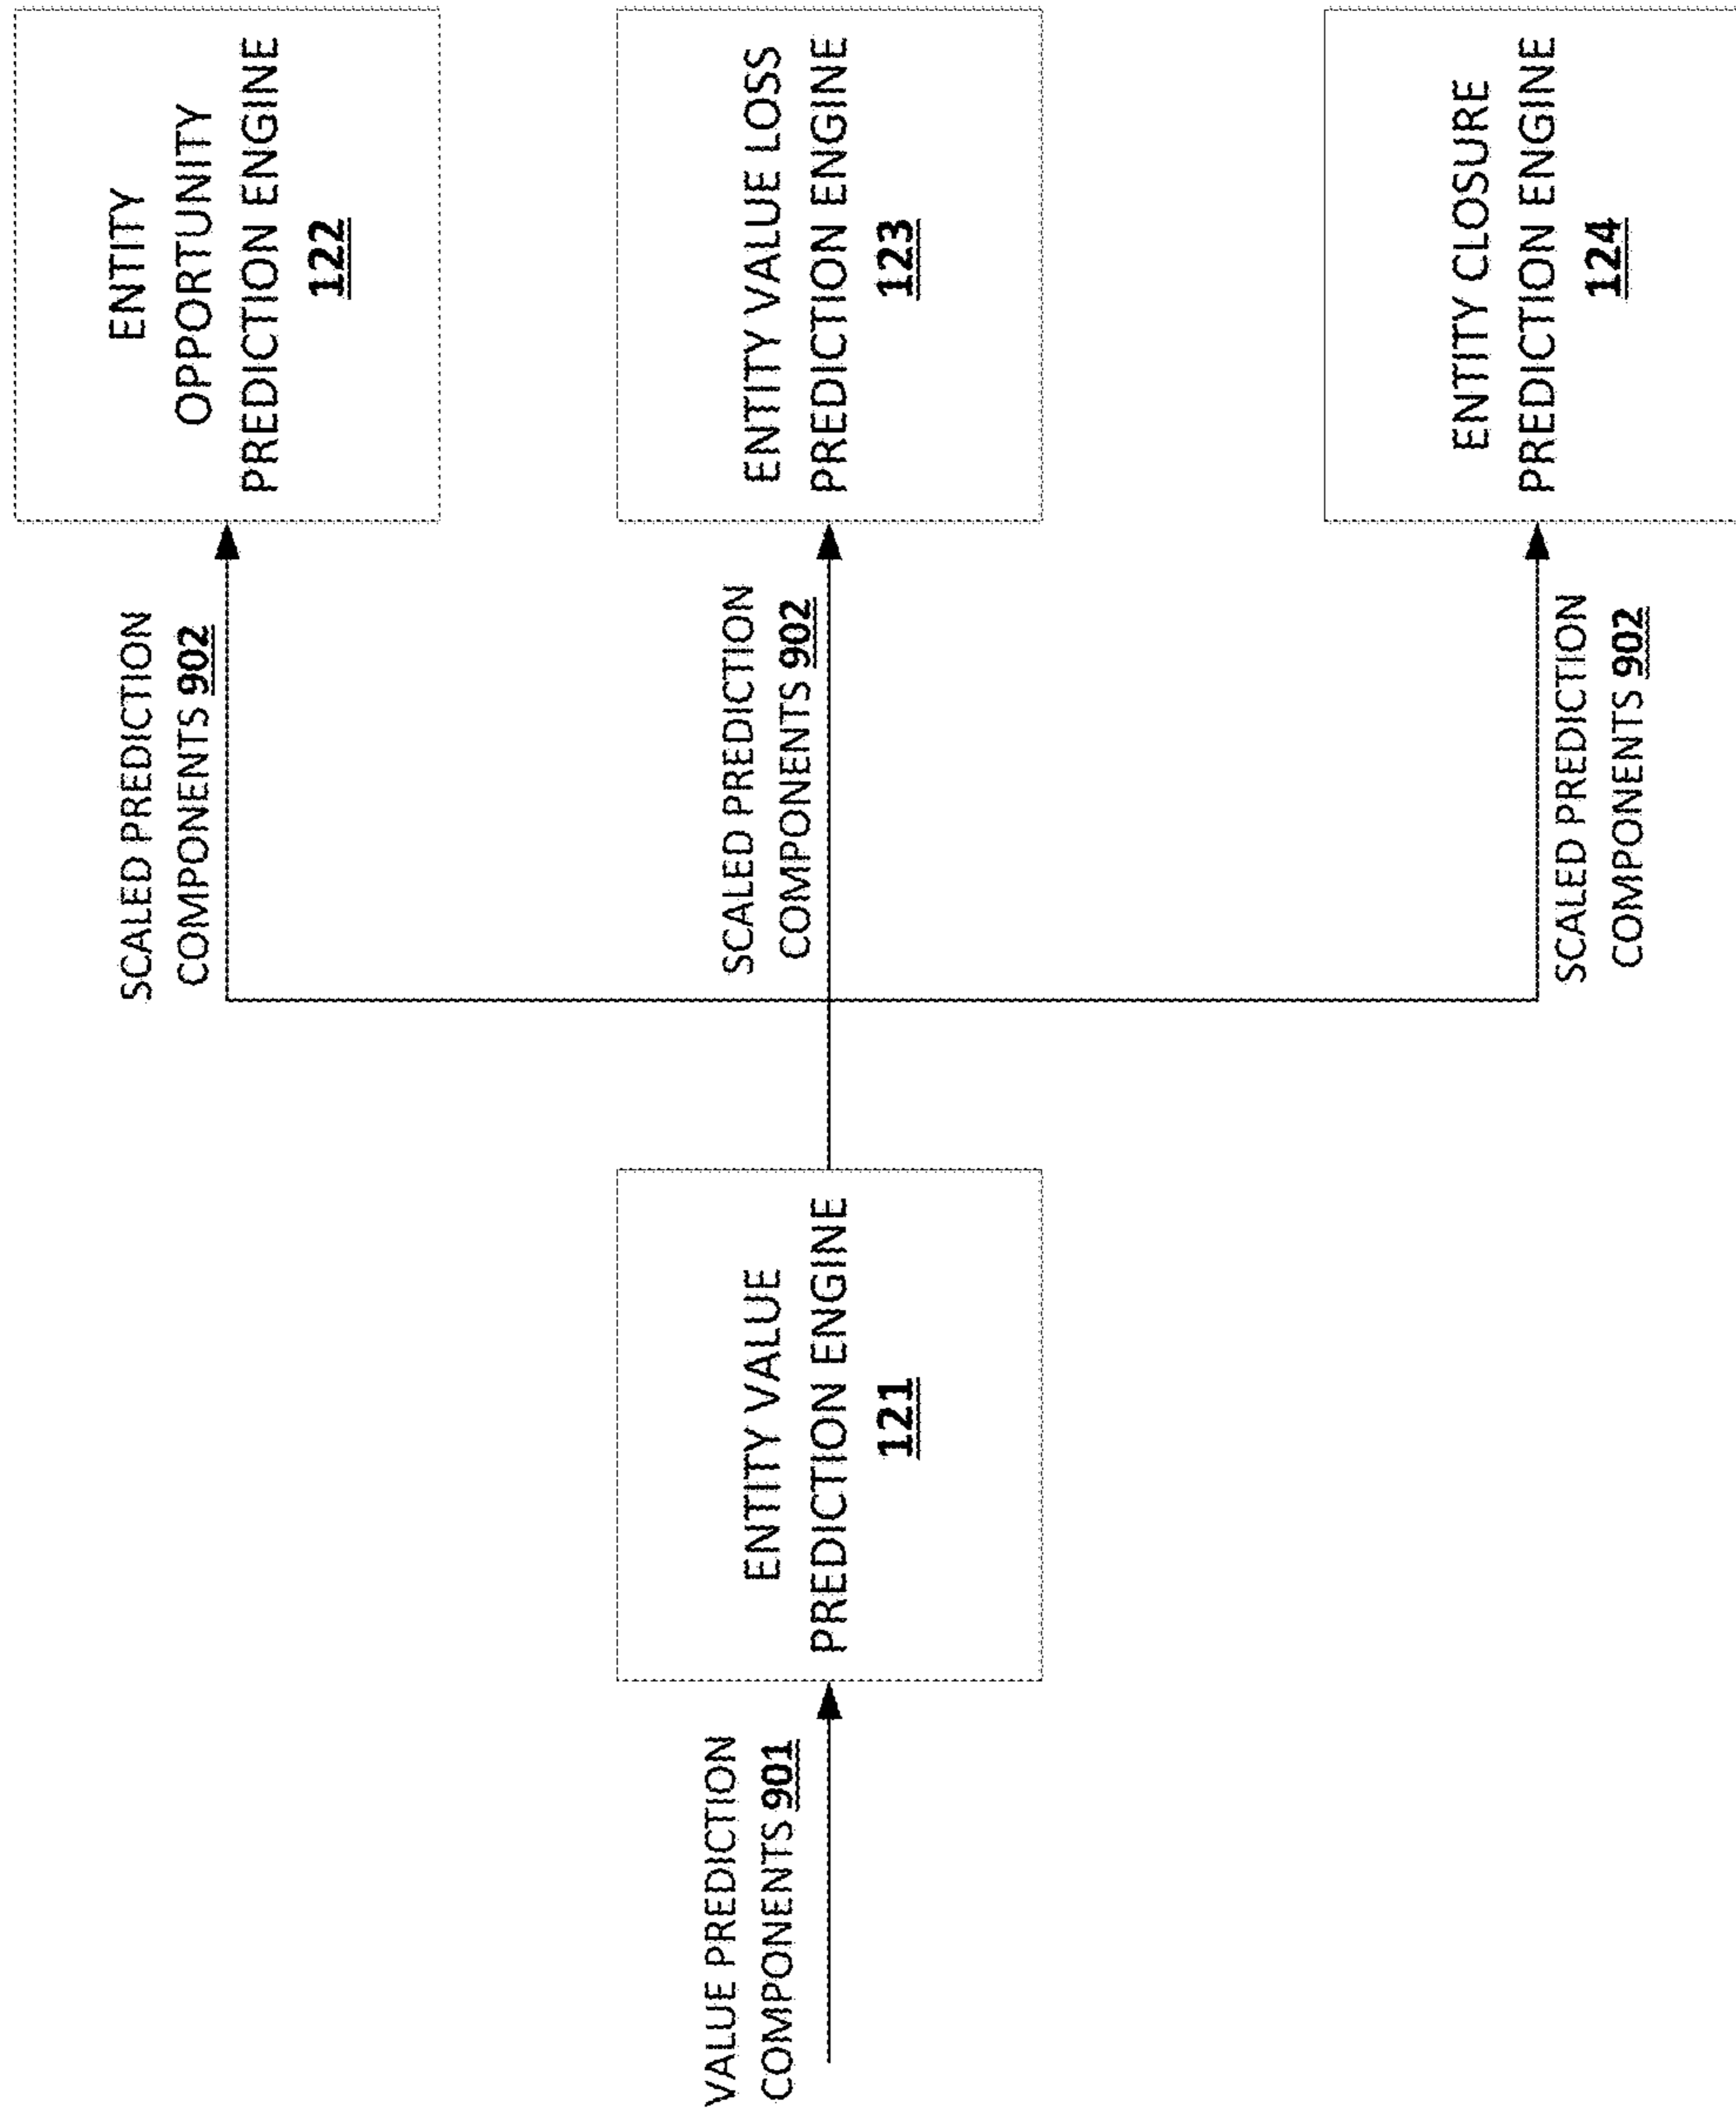 VALUE PREDICTION
COMPONENTS 901
ENTITY VALUE
PREDICTION ENGINE
121
SCALED PREDICTION
COMPONENTS 902
ENTITY
OPPORTUNITY
PREDICTION ENGINE
122
SCALED PREDICTION
COMPONENTS 902
ENTITY VALUE LOSS
PREDICTION ENGINE
123
SCALED PREDICTION
COMPONENTS 902
ENTITY CLOSURE
PREDICTION ENGINE
124